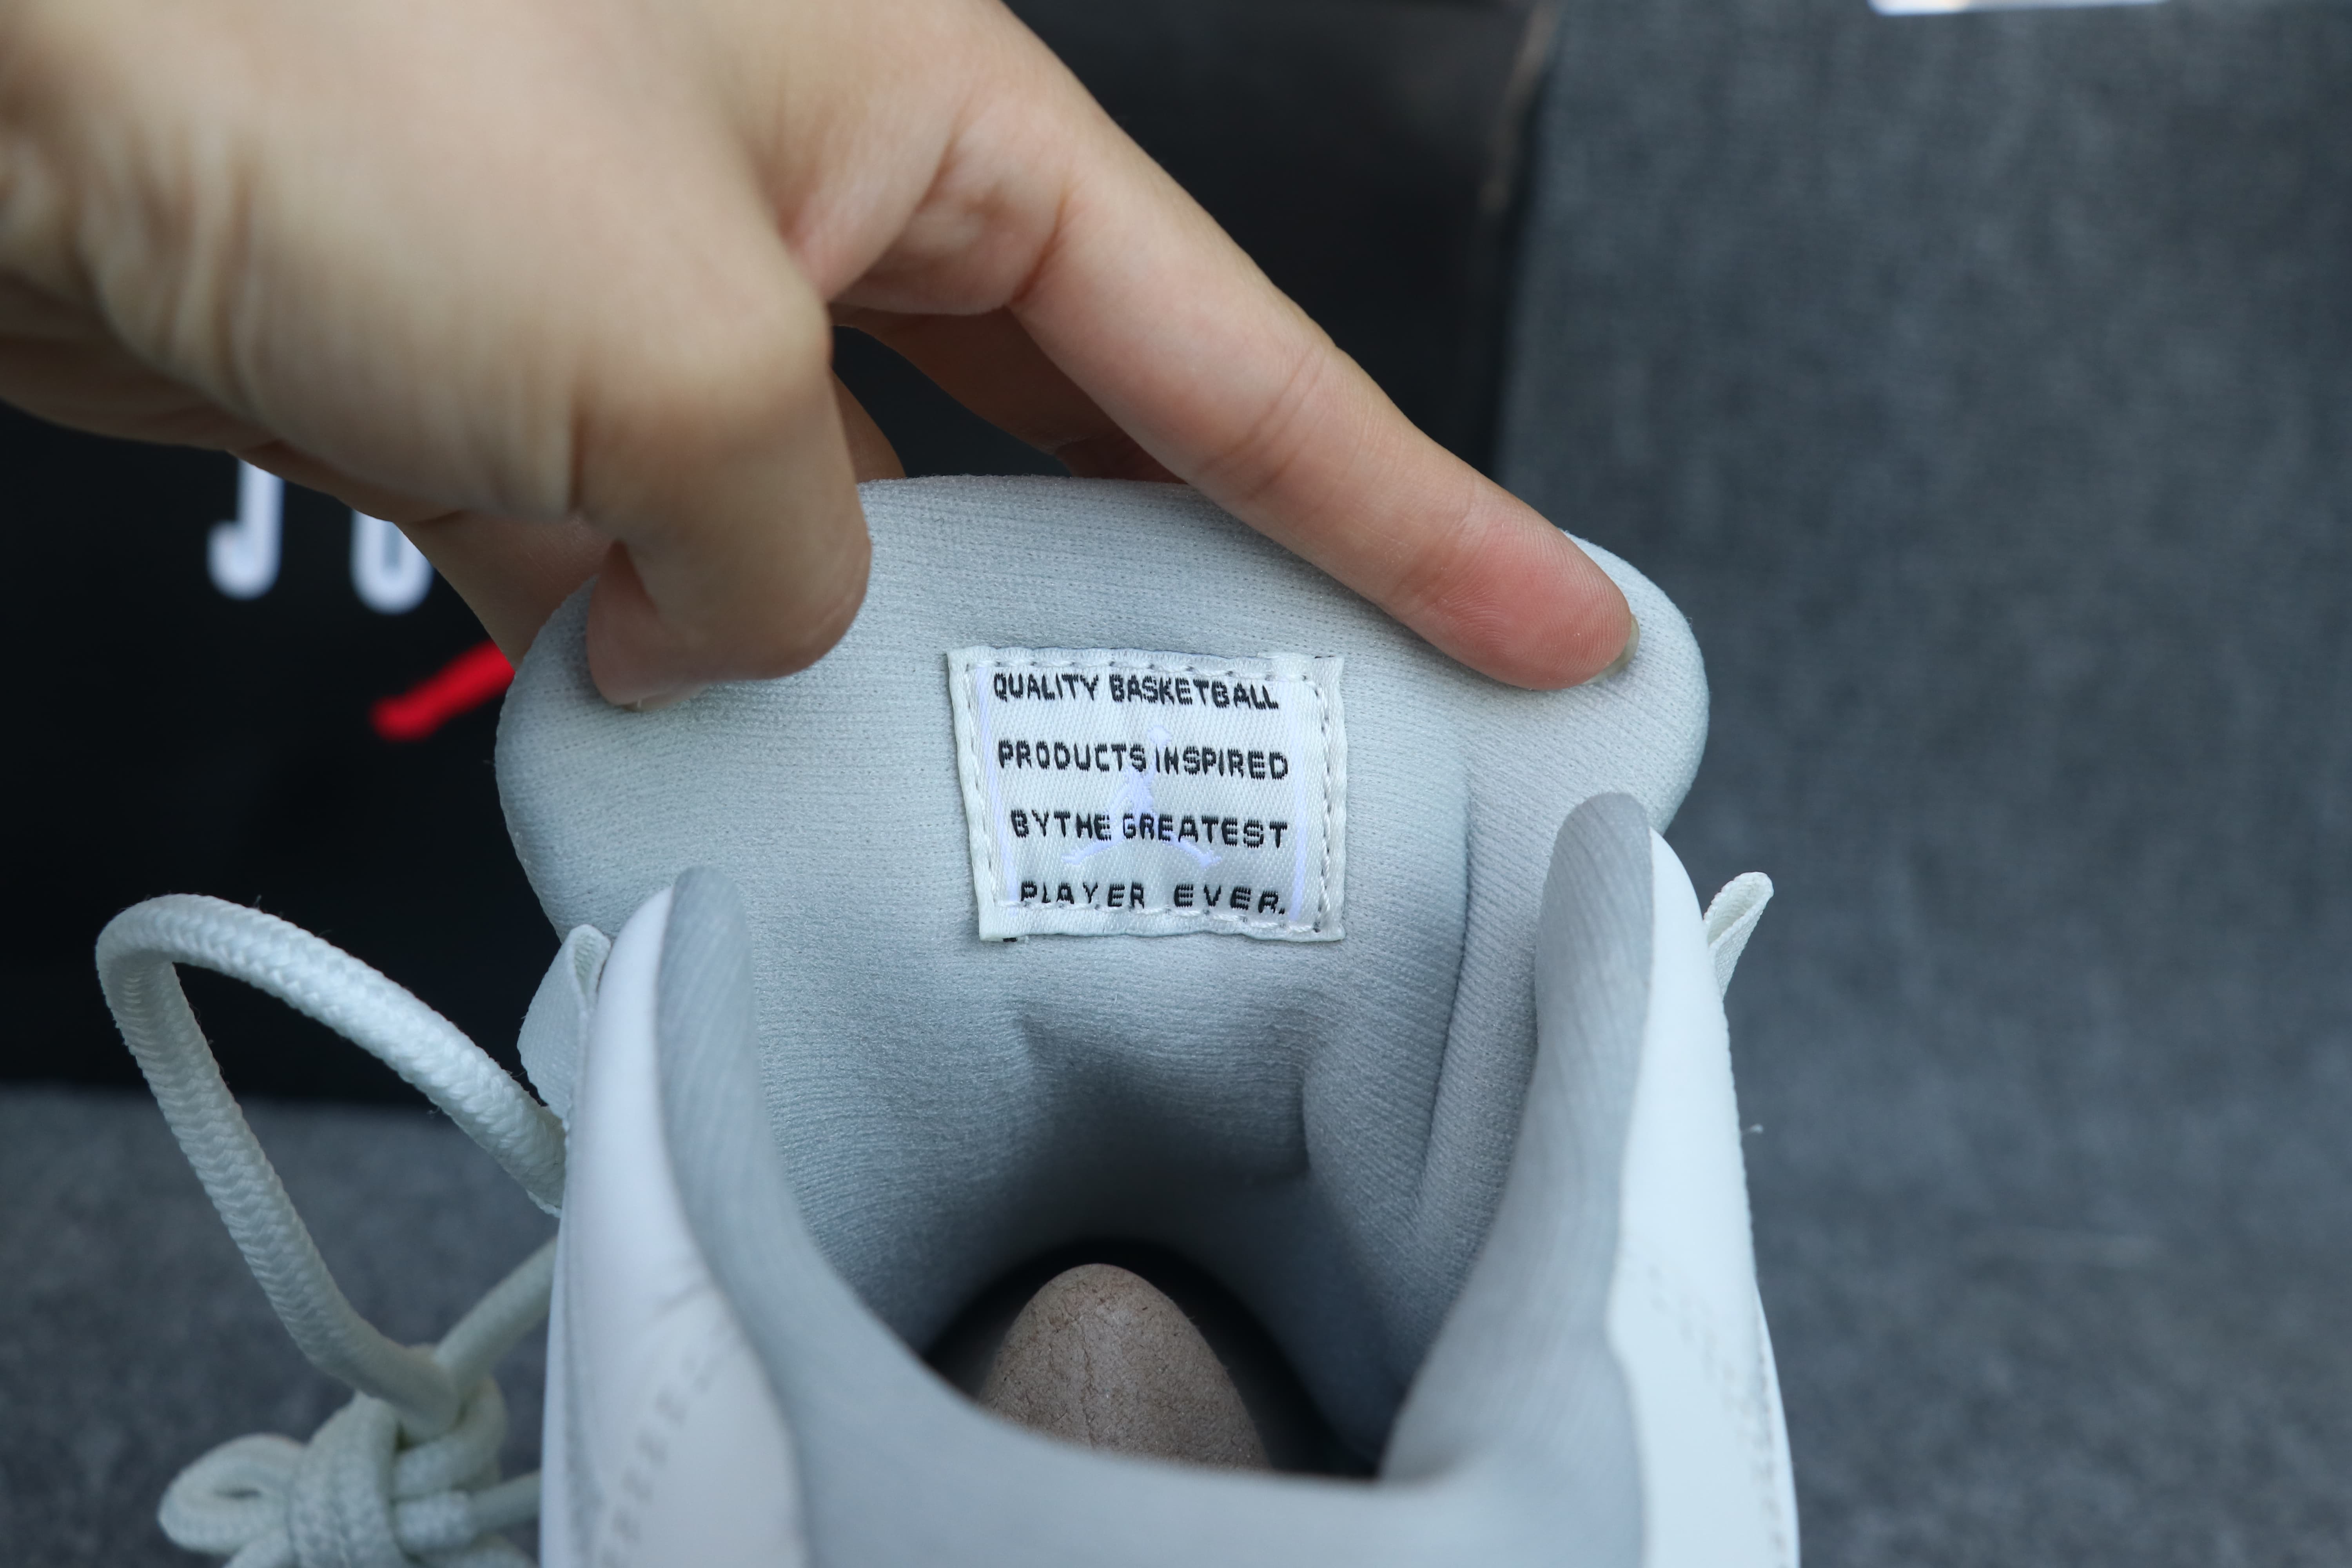 QUALITY BASKETBALL
PRODUCTS INSPIRED
BYTHE GREATEST
PLAYER EVER.